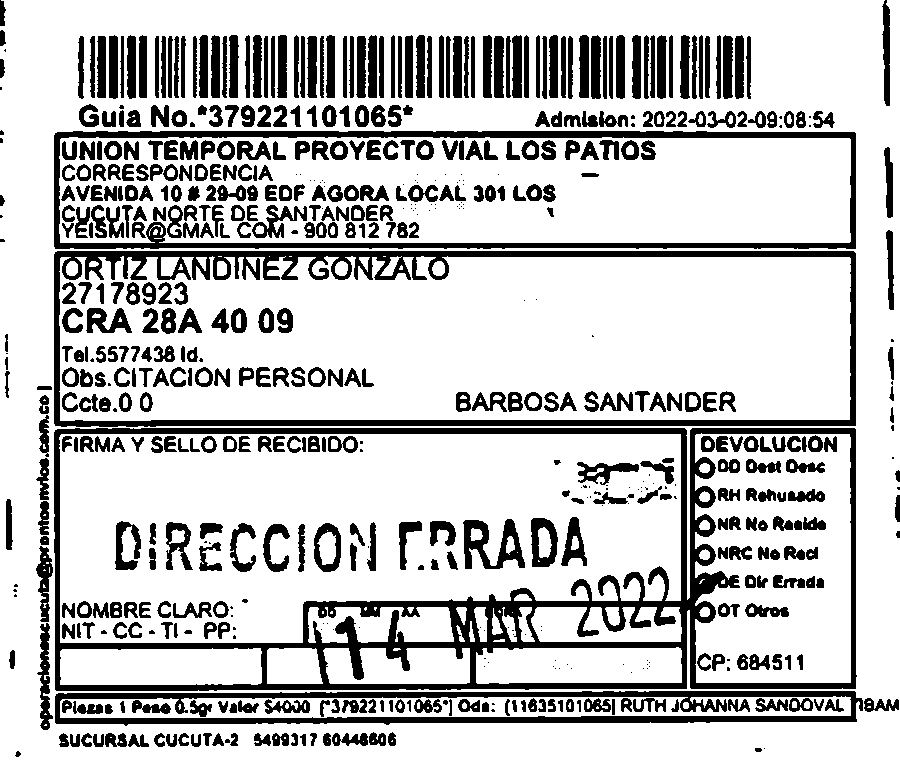 Guia No.*379221101065*
Admision: 2022-03-02-09:08:54
UNION TEMPORAL PROYECTO VIAL LOS PATIOS
CORRESPONDENCIA
AVENIDA 10 # 29-09 EDF AGORA LOCAL 301 LOS
CUCUTA NORTE DE SANTANDER
YEISMIR@GMAIL COM - 900 812 782
ORTIZ LANDINEZ GONZALO
27178923
CRA 28A 40 09
Tel.5577438 Id.
Obs.CITACION PERSONAL
Ccte.0 0
BARBOSA SANTANDER
operacionescucuta@prontoenvios.com.co |
FIRMA Y SELLO DE RECIBIDO:
DIRECCION ERRADA
NOMBRE CLARO:
NIT - CC - TI - PP:
DD MM AA
14 MAR 2022
DEVOLUCION
DD Dest Desc
RH Rehusado
NR No Reside
NRC No Recl
DE Dir Errada
OT Otros
CP: 684511
Piezas 1 Peso 0.5gr Valor $4000 [*379221101065*] Oda: (11635101065| RUTH JOHANNA SANDOVAL
SUCURSAL CUCUTA-2 5499317 60446606